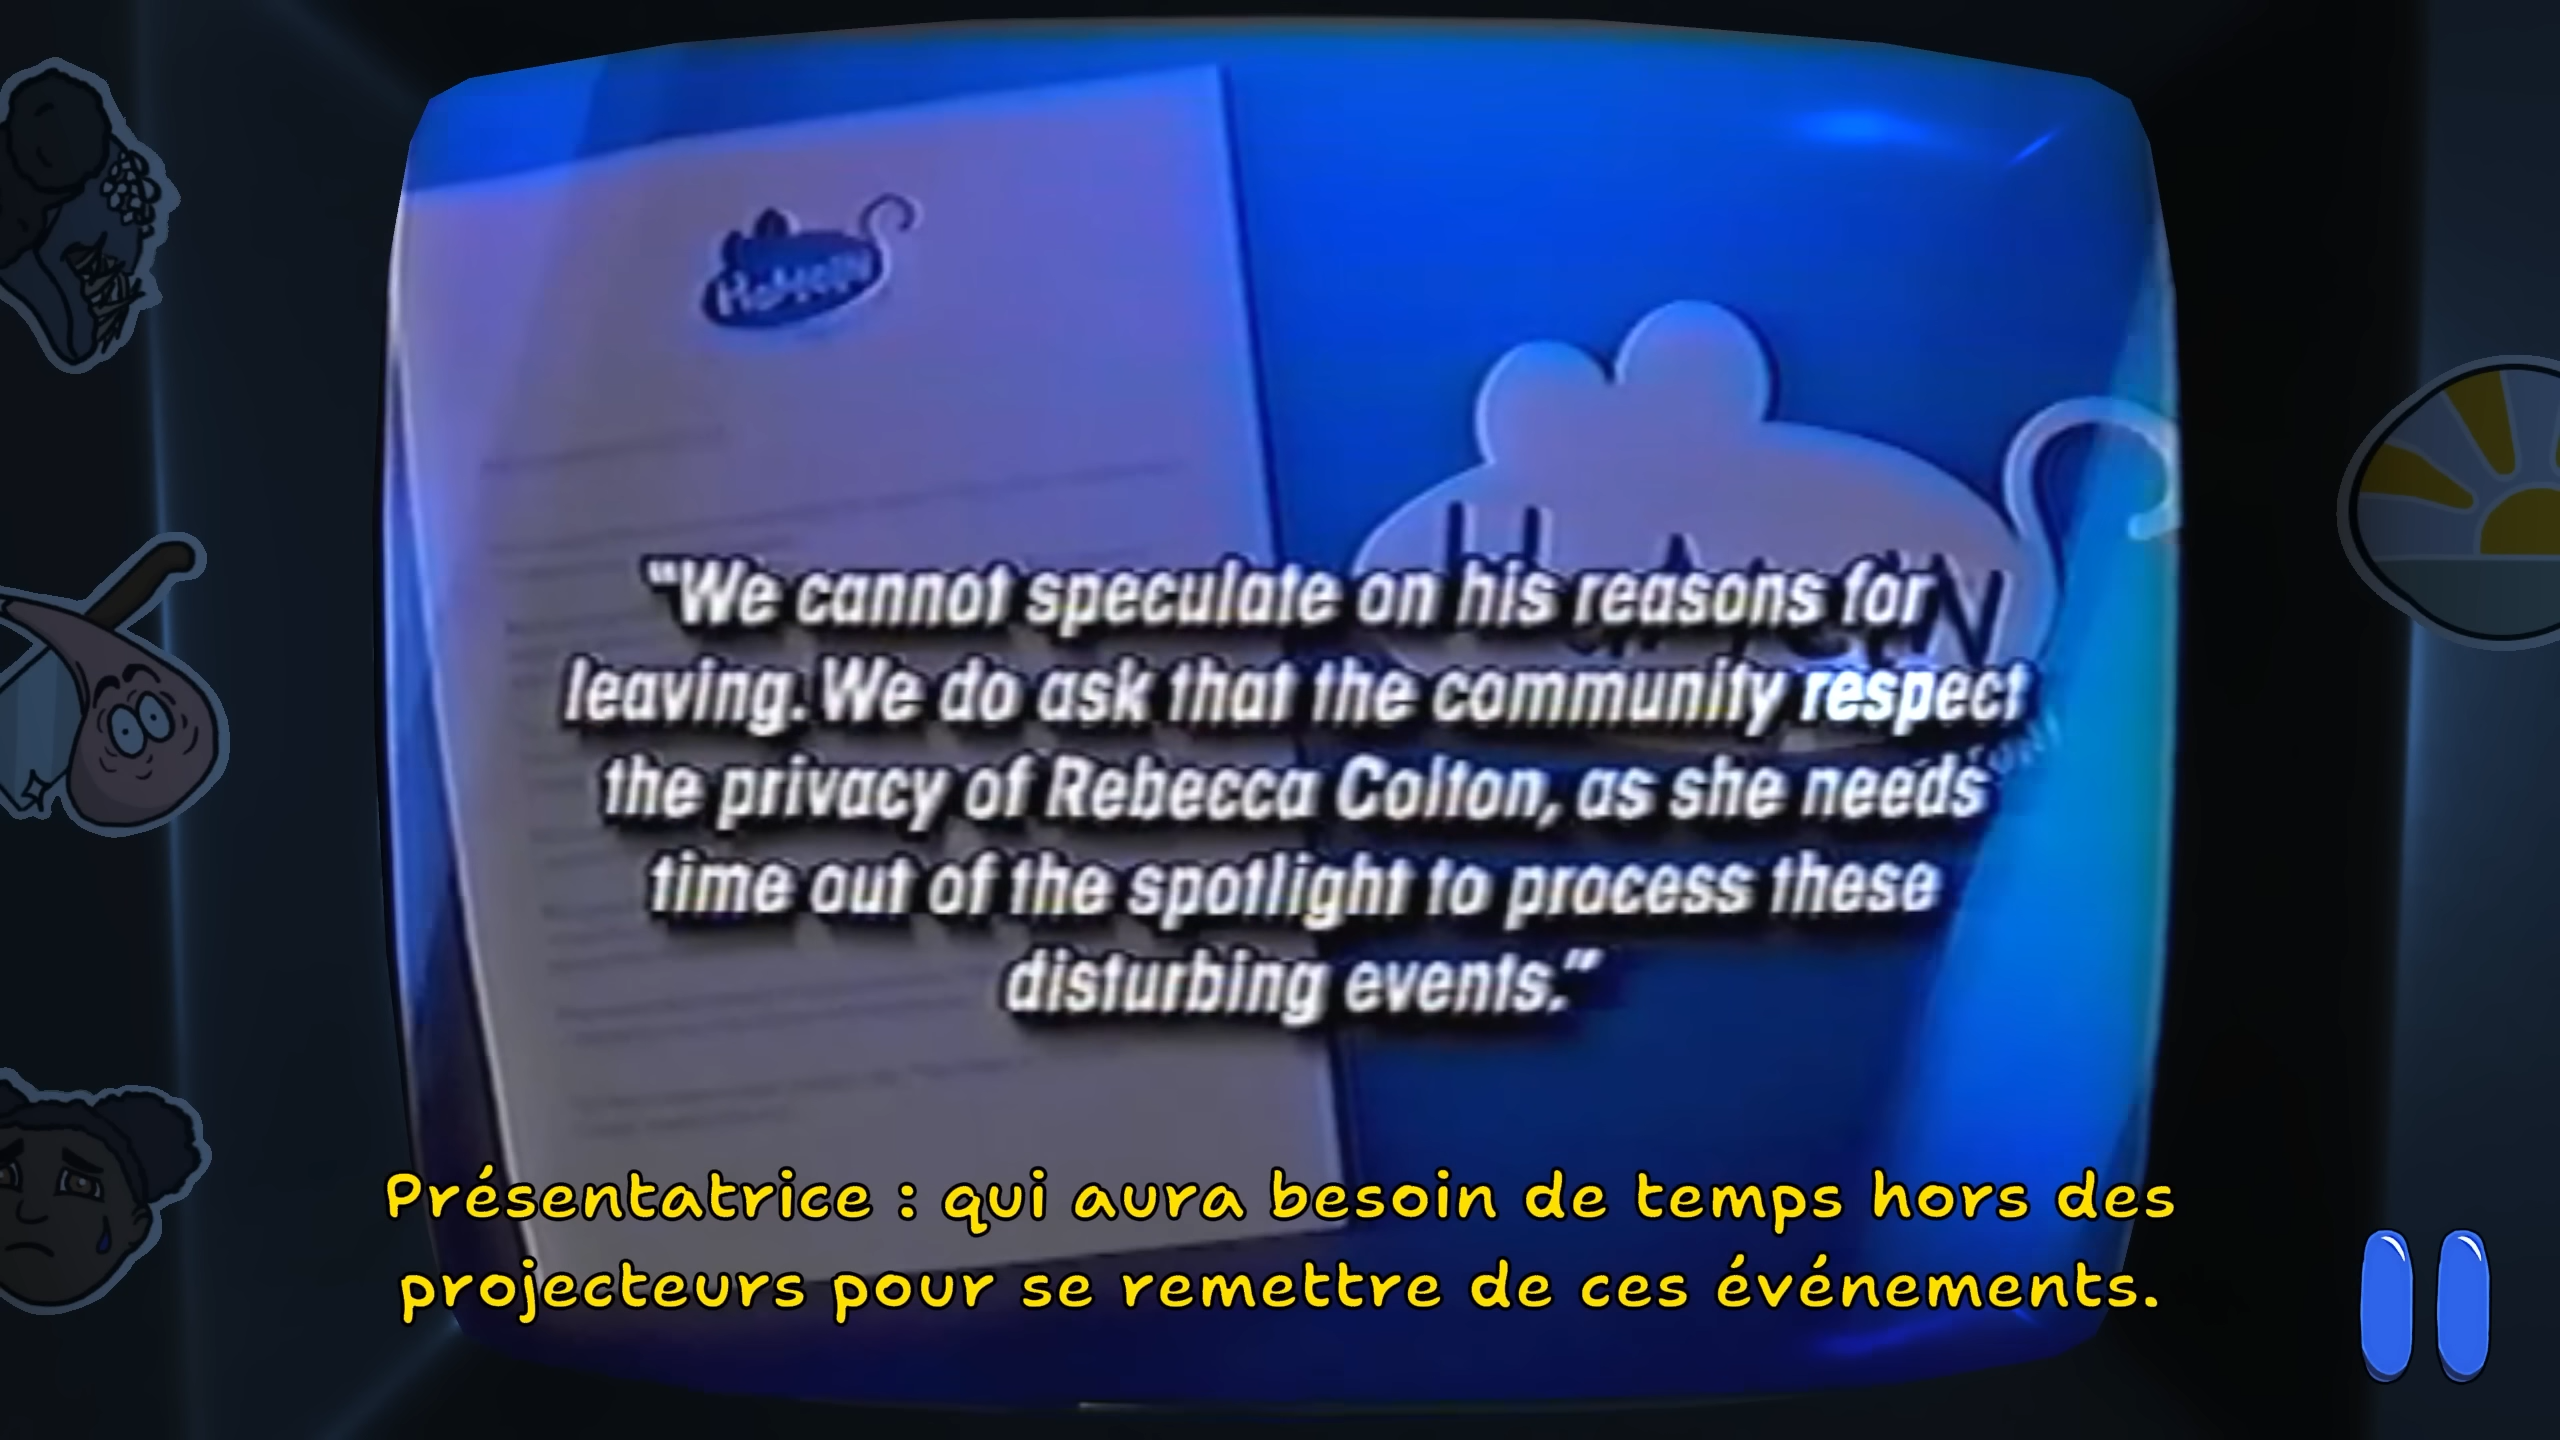 HaMeln
"We cannot speculate on his reasons for
leaving. We do ask that the community respect
the privacy of Rebecca Colton, as she needs
time out of the spotlight to process these
disturbing events."
Présentatrice : qui aura besoin de temps hors des
projecteurs pour se remettre de ces événements.